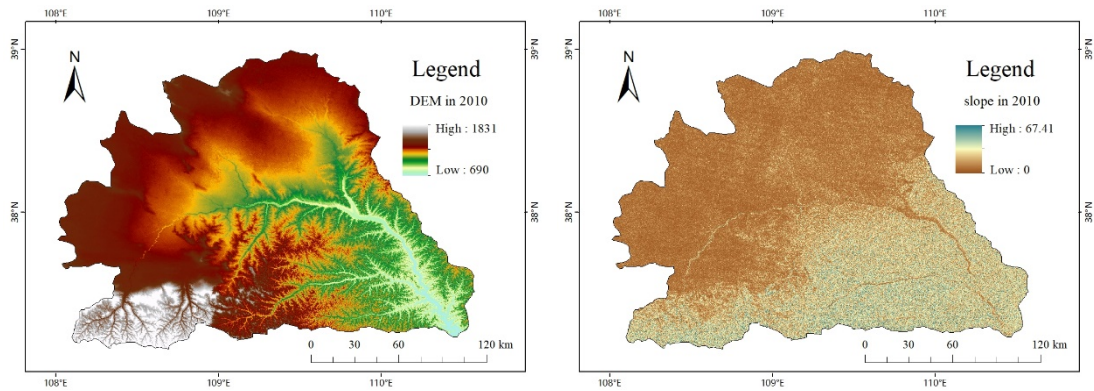 108°E 109°E 110°E
39°N
N
Legend
DEM in 2010
High : 1831
Low : 690
38°N
0 30 60 120 km
108°E 109°E 110°E
108°E 109°E 110°E
39°N
N
Legend
slope in 2010
High : 67.41
Low : 0
38°N
38°N
0 30 60 120 km
108°E 109°E 110°E